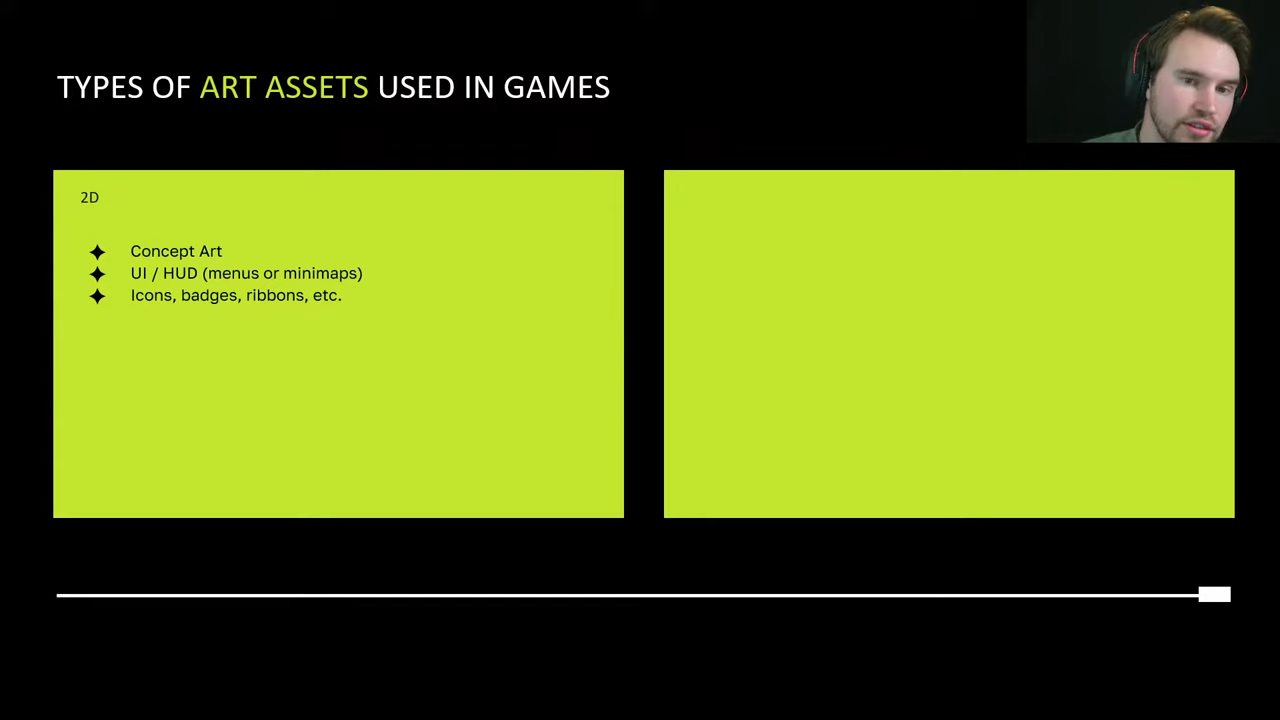 TYPES OF ART ASSETS USED IN GAMES
2D
Concept Art
UI / HUD (menus or minimaps)
Icons, badges, ribbons, etc.